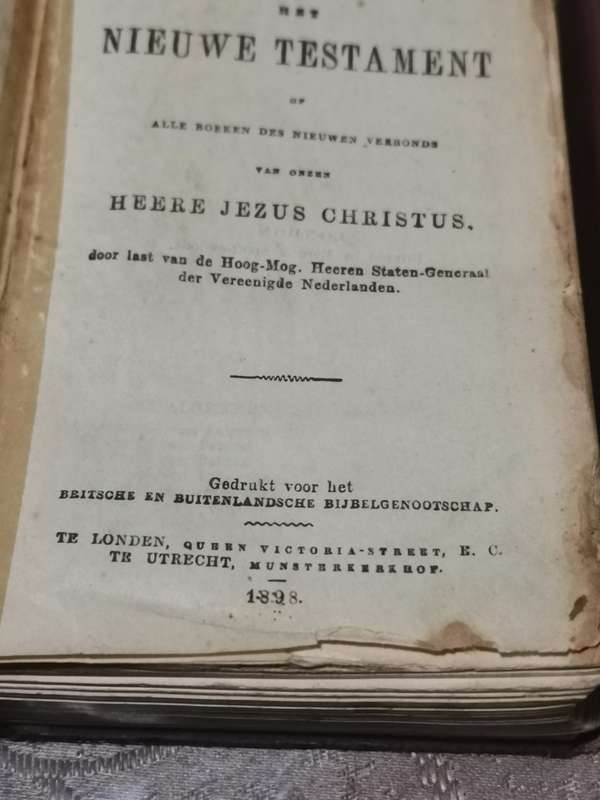 HET
NIEUWE TESTAMENT
OF
ALLE BOEKEN DES NIEUWEN VERBONDS
VAN ONZEN
HEERE JEZUS CHRISTUS.
door last van de Hoog-Mog. Heeren Staten-Generaal
der Vereenigde Nederlanden.
Gedrukt voor het
BRITSCHE EN BUITENLANDSCHE BIJBELGENOOTSCHAP.
TE LONDEN, QUEEN VICTORIA-STREET, E. C.
TE UTRECHT, MUNSTERKERKHOF.
1898.